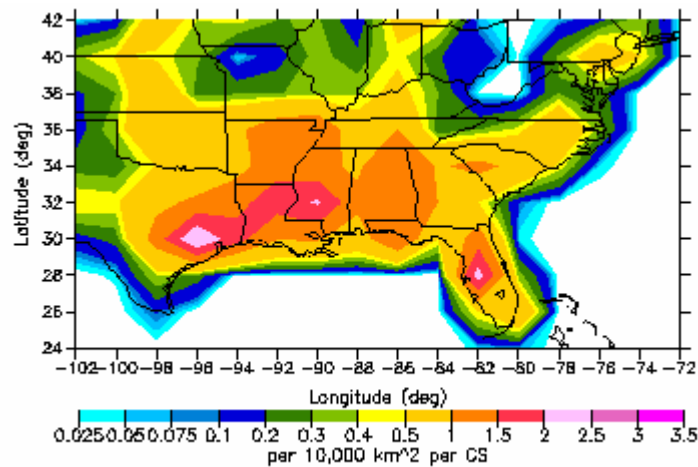 42
40
38
36
34
32
30
28
26
24
Latitude (deg)
-102 -100 -98 -96 -94 -92 -90 -88 -86 -84 -82 -80 -78 -76 -74 -72
Longitude (deg)
0.025 0.05 0.075 0.1 0.2 0.3 0.4 0.5 1 1.5 2 2.5 3 3.5
per 10,000 km^2 per CS